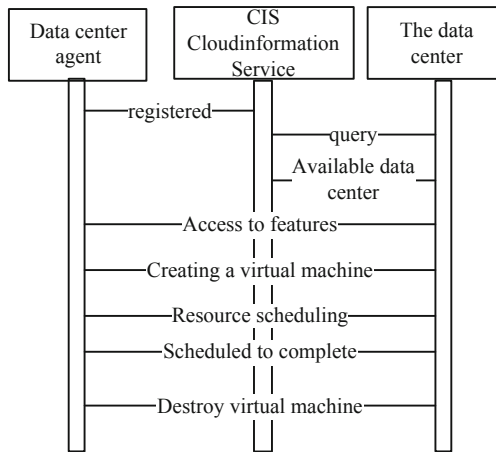 Data center
agent
CIS
Cloudinformation
Service
The data
center
registered
query
Available data
center
Access to features
Creating a virtual machine
Resource scheduling
Scheduled to complete
Destroy virtual machine